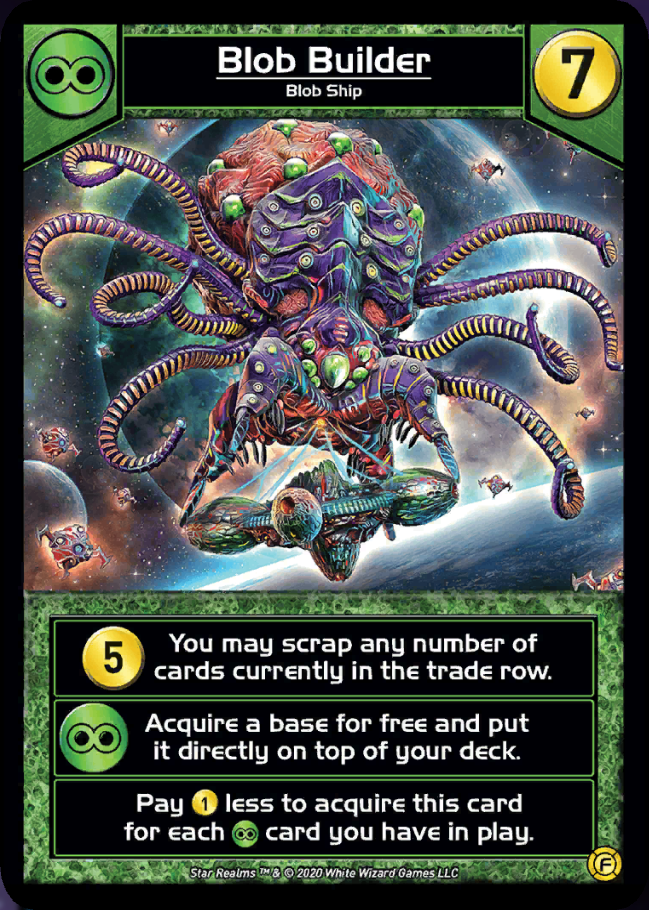 Blob Builder
7
Blob Ship
5 You may scrap any number of
cards currently in the trade row.
Acquire a base for free and put
it directly on top of your deck.
Pay 1 less to acquire this card
for each card you have in play.
F
Star Realms ™ & © 2020 White Wizard Games LLC